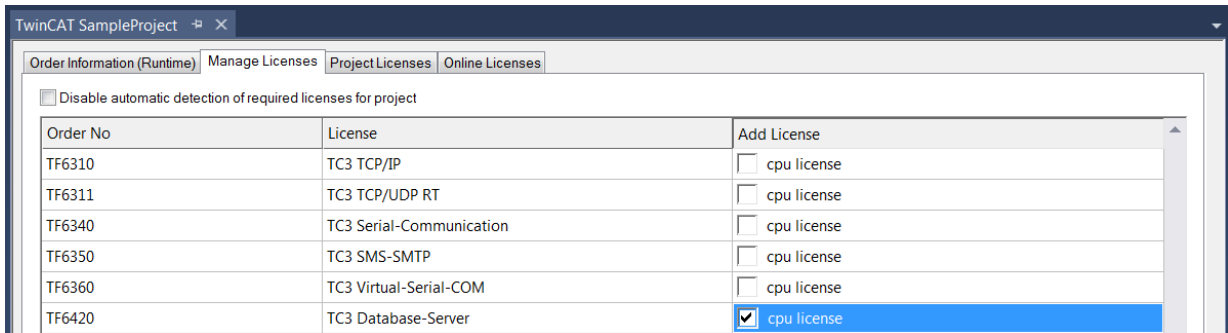 TwinCAT SampleProject
Order Information (Runtime) Manage Licenses Project Licenses Online Licenses
Disable automatic detection of required licenses for project
Order No License Add License
TF6310 TC3 TCP/IP cpu license
TF6311 TC3 TCP/UDP RT cpu license
TF6340 TC3 Serial-Communication cpu license
TF6350 TC3 SMS-SMTP cpu license
TF6360 TC3 Virtual-Serial-COM cpu license
TF6420 TC3 Database-Server cpu license